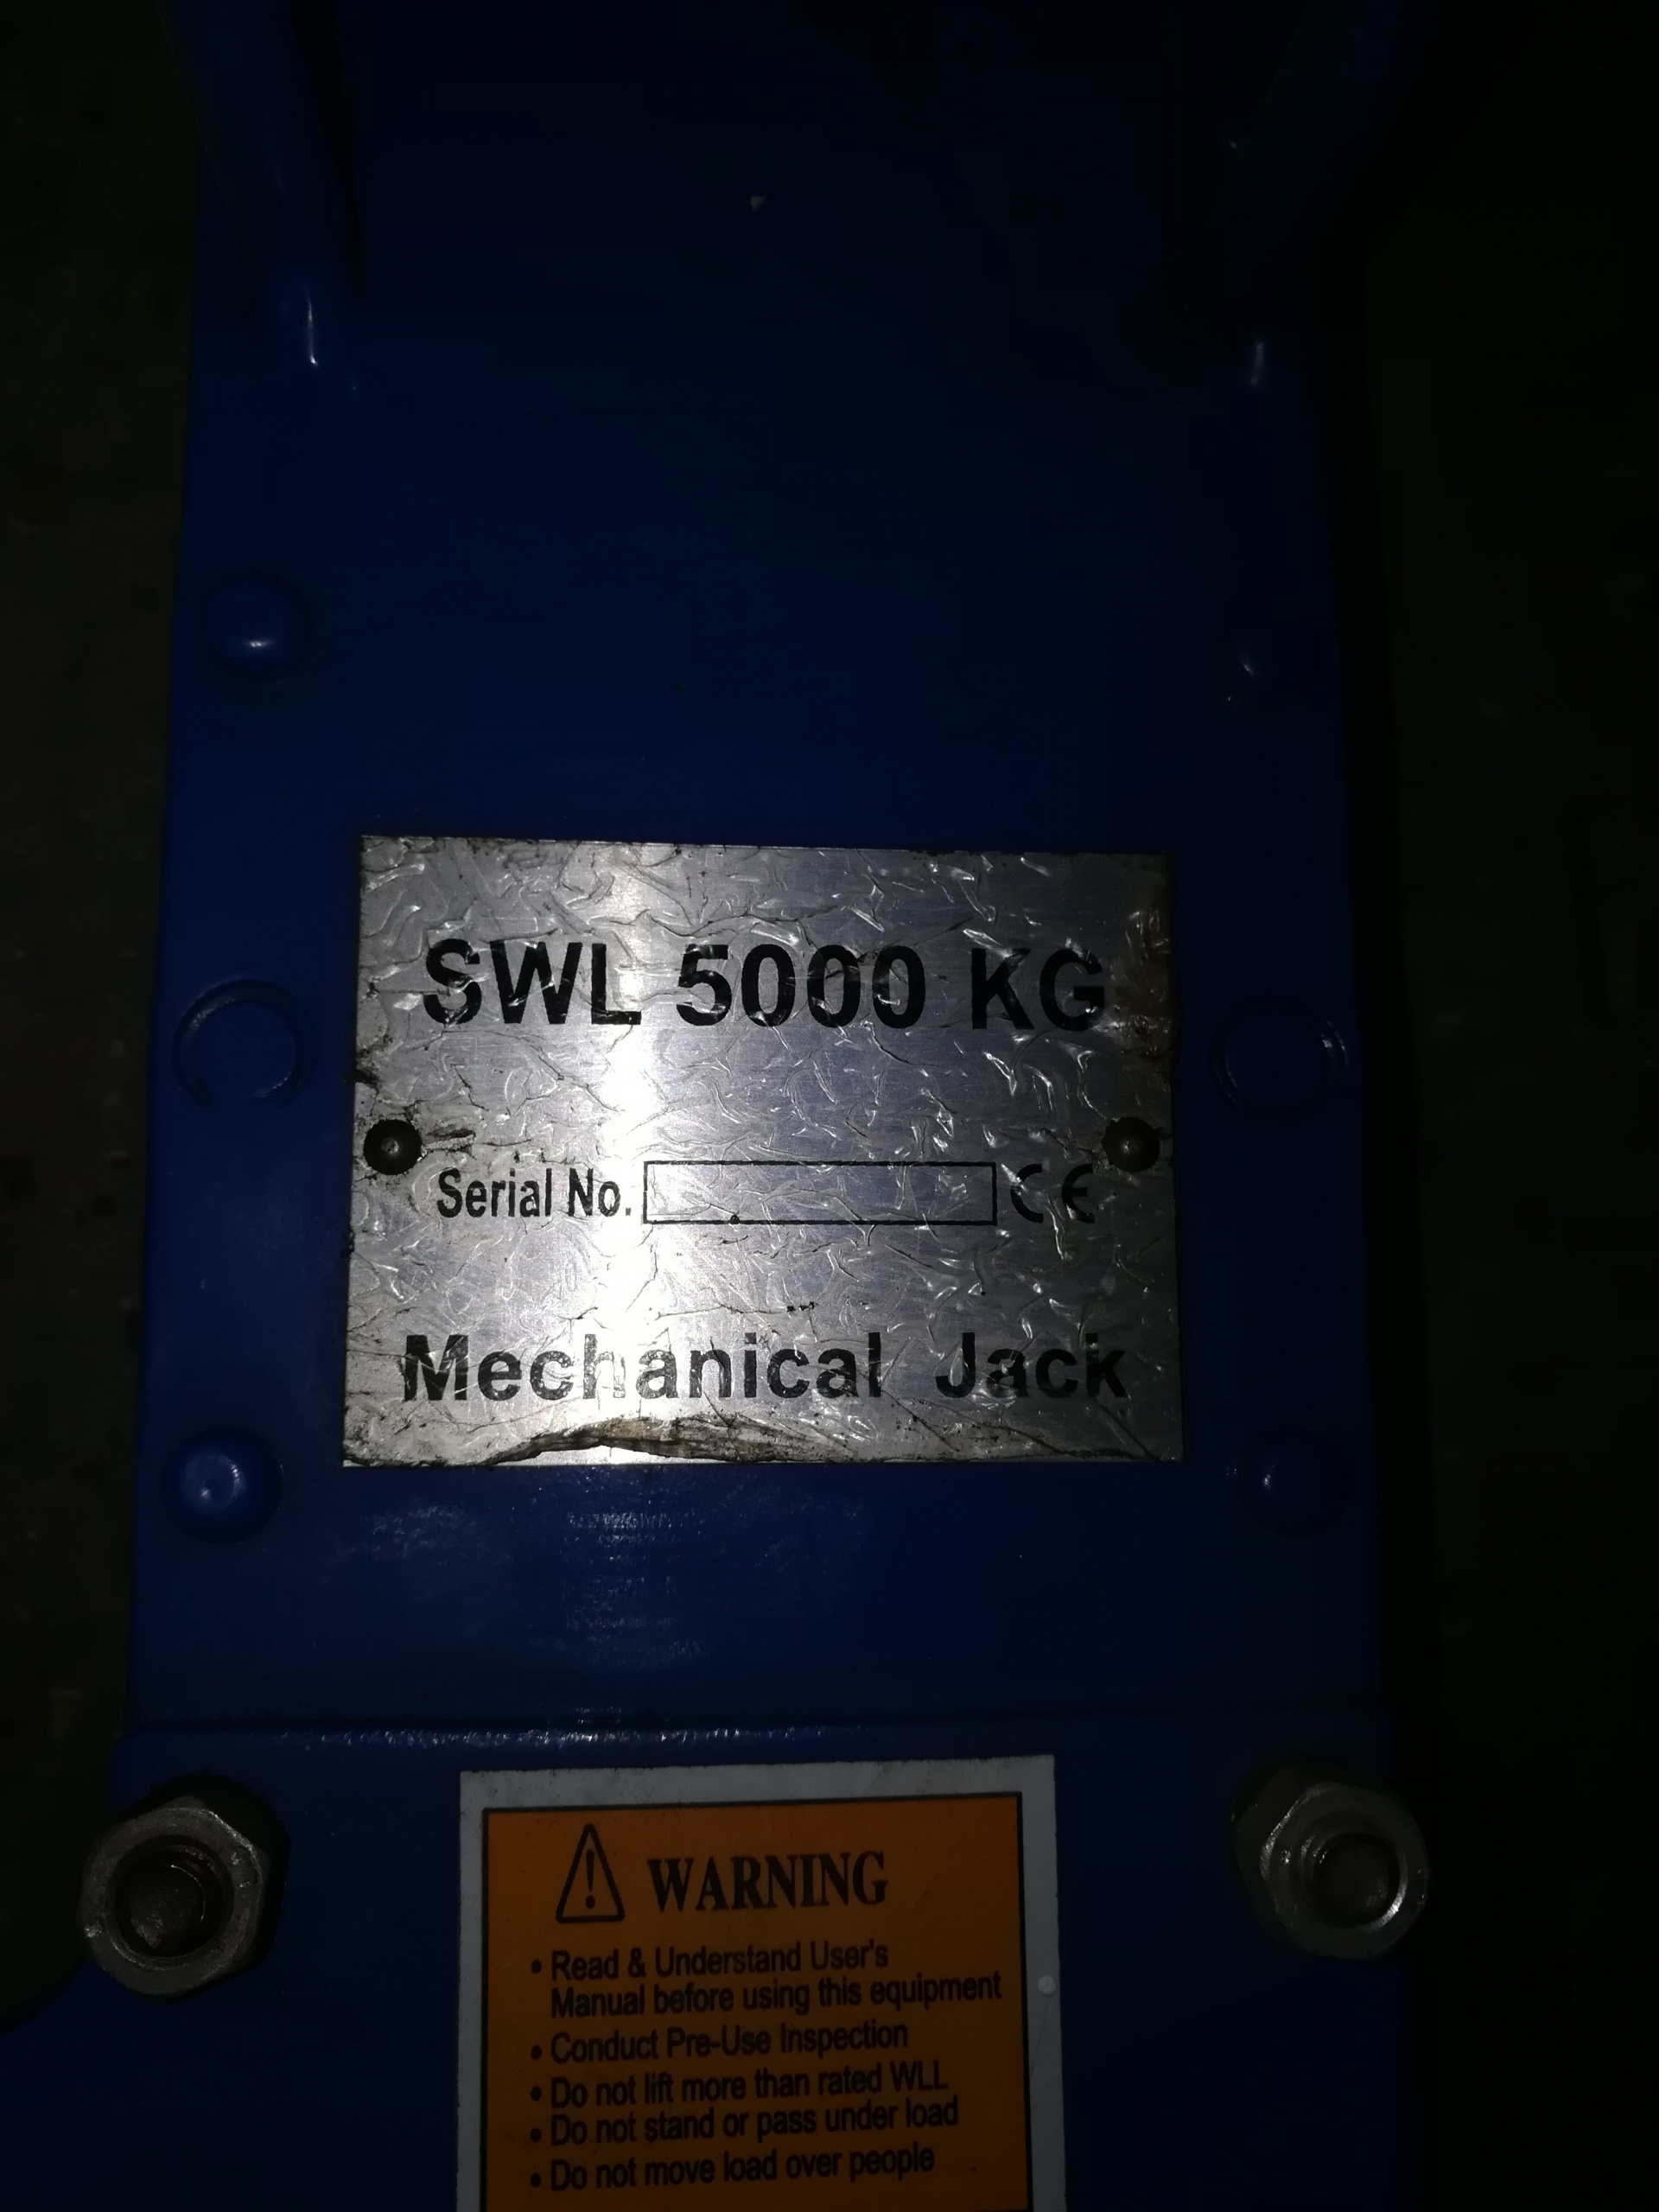 SWL 5000 KG
Serial No. CE
Mechanical Jack
WARNING
• Read & Understand User's
Manual before using this equipment
• Conduct Pre-Use Inspection
• Do not lift more than rated WLL
• Do not stand or pass under load
• Do not move load over people